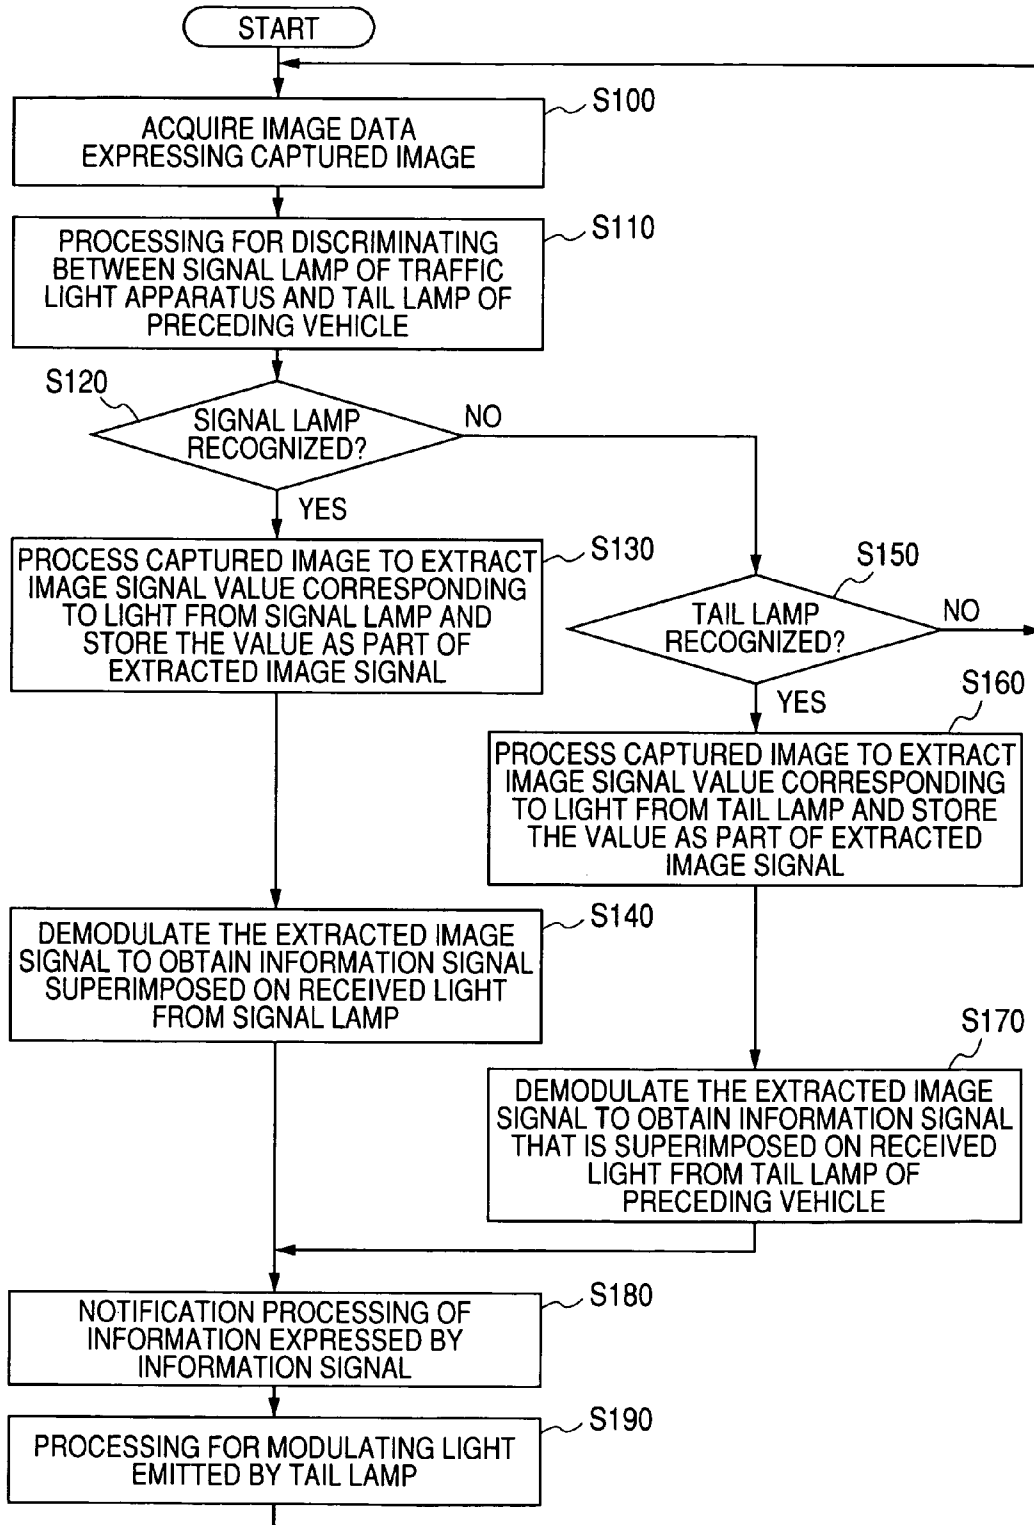 START
S100
ACQUIRE IMAGE DATA
EXPRESSING CAPTURED IMAGE
S110
PROCESSING FOR DISCRIMINATING
BETWEEN SIGNAL LAMP OF TRAFFIC
LIGHT APPARATUS AND TAIL LAMP OF
PRECEDING VEHICLE
S120
SIGNAL LAMP
RECOGNIZED?
NO
YES
S130
PROCESS CAPTURED IMAGE TO EXTRACT
IMAGE SIGNAL VALUE CORRESPONDING
TO LIGHT FROM SIGNAL LAMP AND
STORE THE VALUE AS PART OF
EXTRACTED IMAGE SIGNAL
S150
TAIL LAMP
RECOGNIZED?
NO
YES
S160
PROCESS CAPTURED IMAGE TO EXTRACT
IMAGE SIGNAL VALUE CORRESPONDING
TO LIGHT FROM TAIL LAMP AND STORE
THE VALUE AS PART OF EXTRACTED
IMAGE SIGNAL
S140
DEMODULATE THE EXTRACTED IMAGE
SIGNAL TO OBTAIN INFORMATION SIGNAL
SUPERIMPOSED ON RECEIVED LIGHT
FROM SIGNAL LAMP
S170
DEMODULATE THE EXTRACTED IMAGE
SIGNAL TO OBTAIN INFORMATION SIGNAL
THAT IS SUPERIMPOSED ON RECEIVED
LIGHT FROM TAIL LAMP OF
PRECEDING VEHICLE
S180
NOTIFICATION PROCESSING OF
INFORMATION EXPRESSED BY
INFORMATION SIGNAL
S190
PROCESSING FOR MODULATING LIGHT
EMITTED BY TAIL LAMP